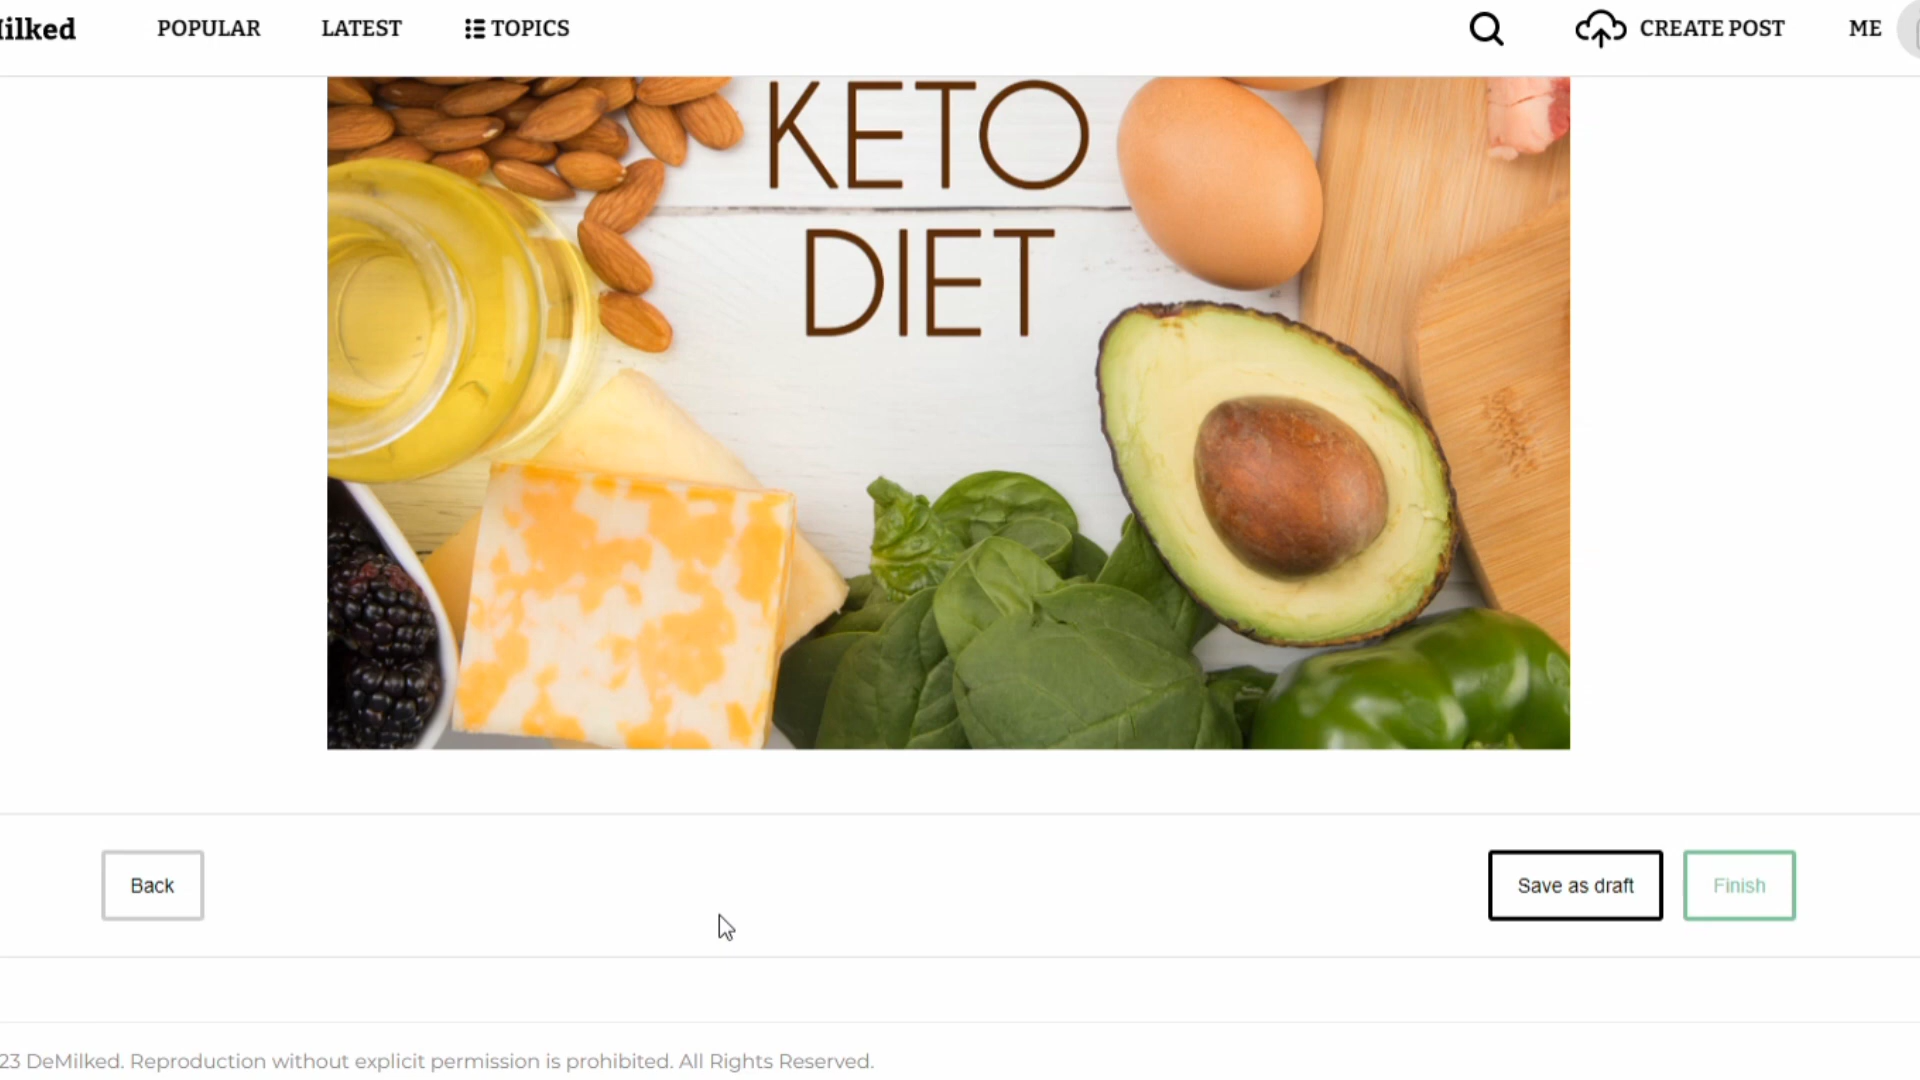 ilked
POPULAR
LATEST
TOPICS
CREATE POST
ME
KETO
DIET
Back
Save as draft
Finish
23 DeMilked. Reproduction without explicit permission is prohibited. All Rights Reserved.